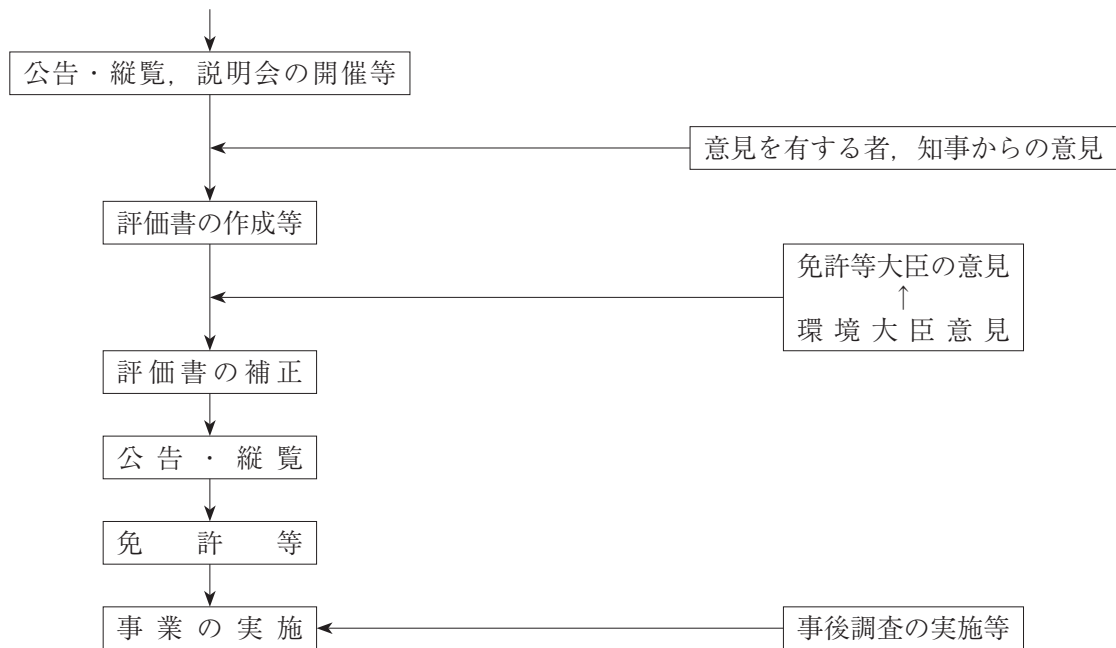 公告・縦覧，説明会の開催等
意見を有する者，知事からの意見
評価書の作成等
免許等大臣の意見
↑
環境大臣意見
評価書の補正
公告・縦覧
免許等
事業の実施
事後調査の実施等